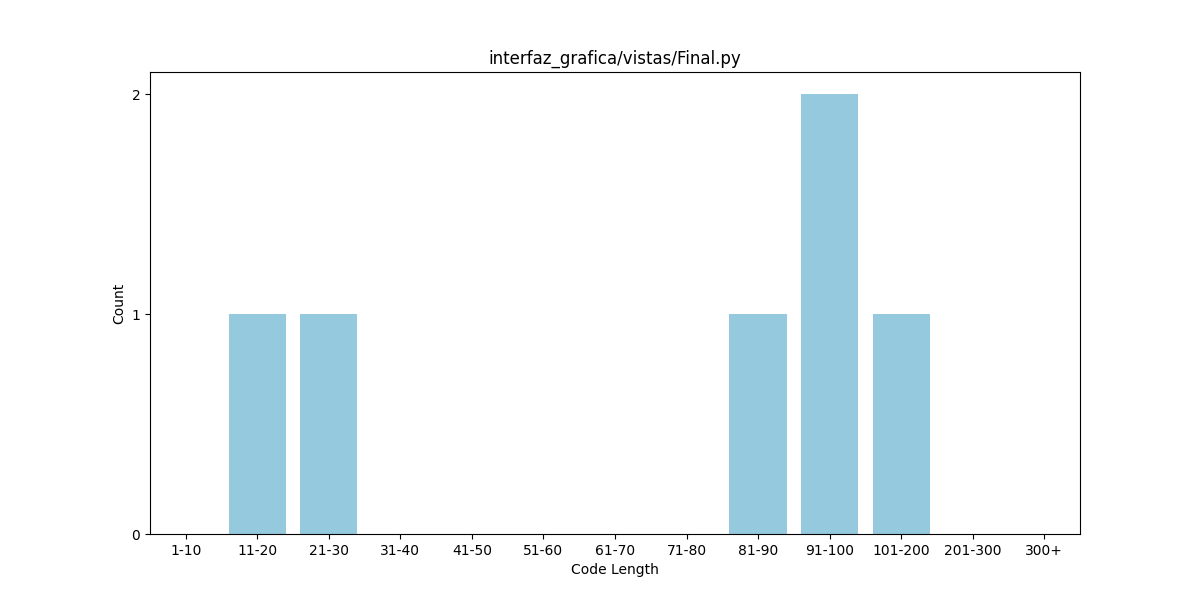 interfaz_grafica/vistas/Final.py
Count
2
1
0
1-10 11-20 21-30 31-40 41-50 51-60 61-70 71-80 81-90 91-100 101-200 201-300 300+
Code Length